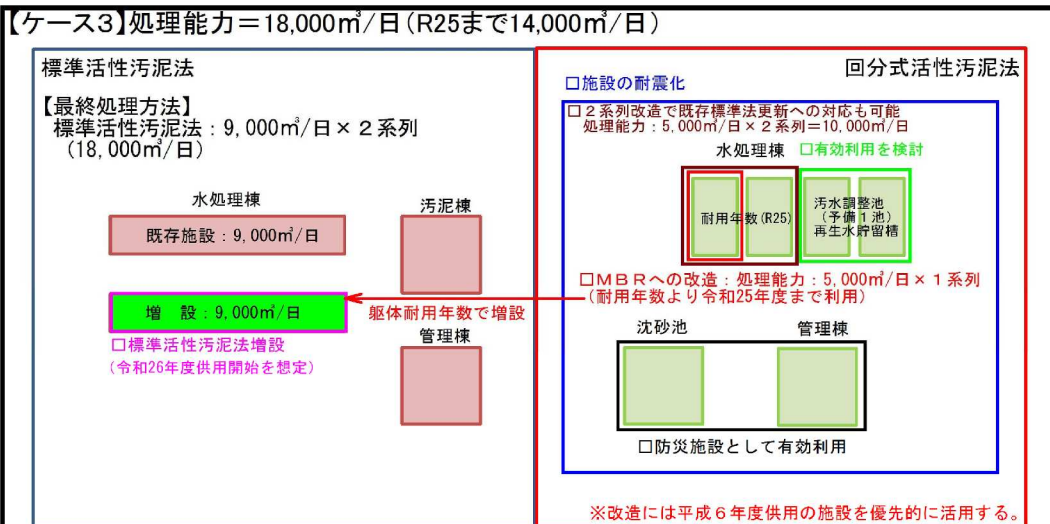 【ケース3】処理能力=18,000㎥/日(R25まで14,000㎥/日)
標準活性汚泥法
【最終処理方法】
標準活性汚泥法:9,000㎥/日×2系列
(18,000㎥/日)
水処理棟
既存施設:9,000㎥/日
汚泥棟
増 設:9,000㎥/日
躯体耐用年数で増設
□標準活性汚泥法増設
(令和26年度供用開始を想定)
管理棟
回分式活性汚泥法
□施設の耐震化
□2系列改造で既存標準法更新への対応も可能
処理能力:5,000㎥/日×2系列=10,000㎥/日
水処理棟
□有効利用を検討
耐用年数(R25)
汚水調整池
(予備1池)
再生水貯留槽
□MBRへの改造:処理能力:5,000㎥/日×1系列
(耐用年数より令和25年度まで利用)
沈砂池
管理棟
□防災施設として有効利用
※改造には平成6年度供用の施設を優先的に活用する。